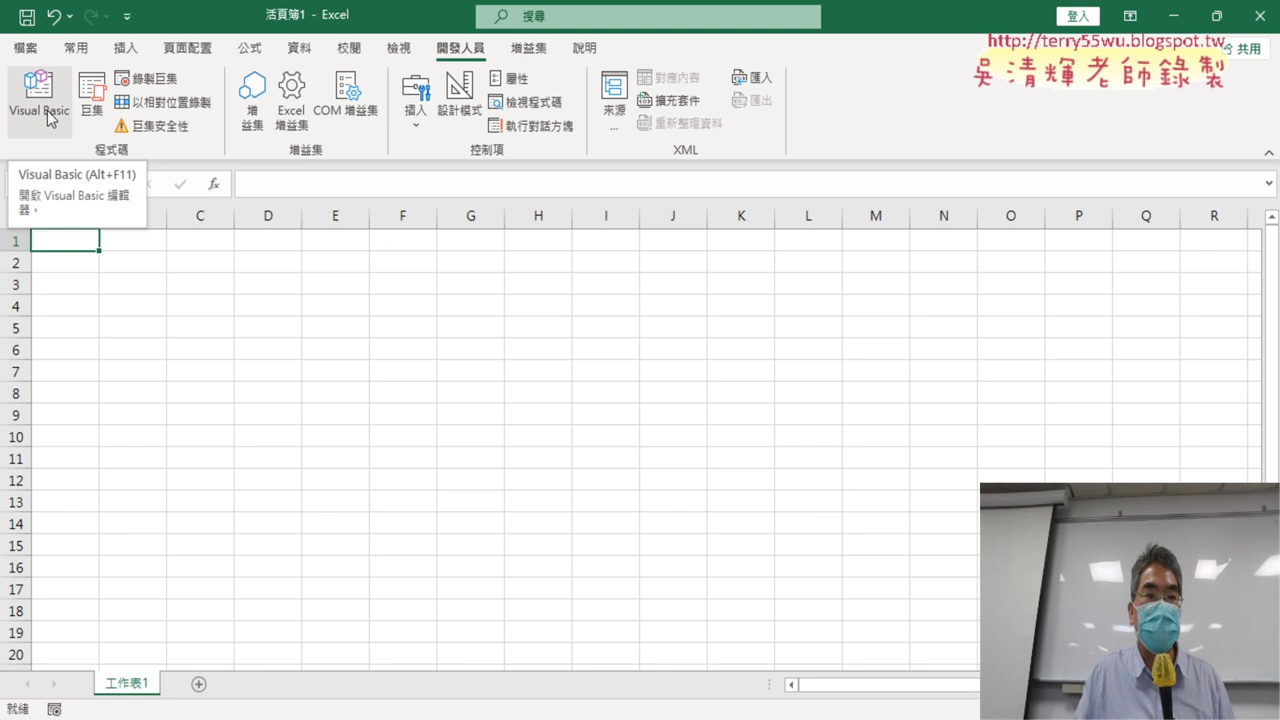 活頁簿1 - Excel
搜尋
登入
檔案 常用 插入 頁面配置 公式 資料 校閱 檢視 開發人員 增益集 說明
共用
http://terry55wu.blogspot.tw
吳清輝老師錄製
Visual Basic
巨集
錄製巨集
以相對位置錄製
巨集安全性
程式碼
增
益集
Excel
增益集
COM 增益集
增益集
插入
設計模式
屬性
檢視程式碼
執行對話方塊
控制項
來源
...
對應內容
擴充套件
重新整理資料
匯入
匯出
XML
Visual Basic (Alt+F11)
開啟 Visual Basic 編輯
器。
fx
C D E F G H I J K L M N O P Q R
1
2
3
4
5
6
7
8
9
10
11
12
13
14
15
16
17
18
19
20
工作表1
就緒